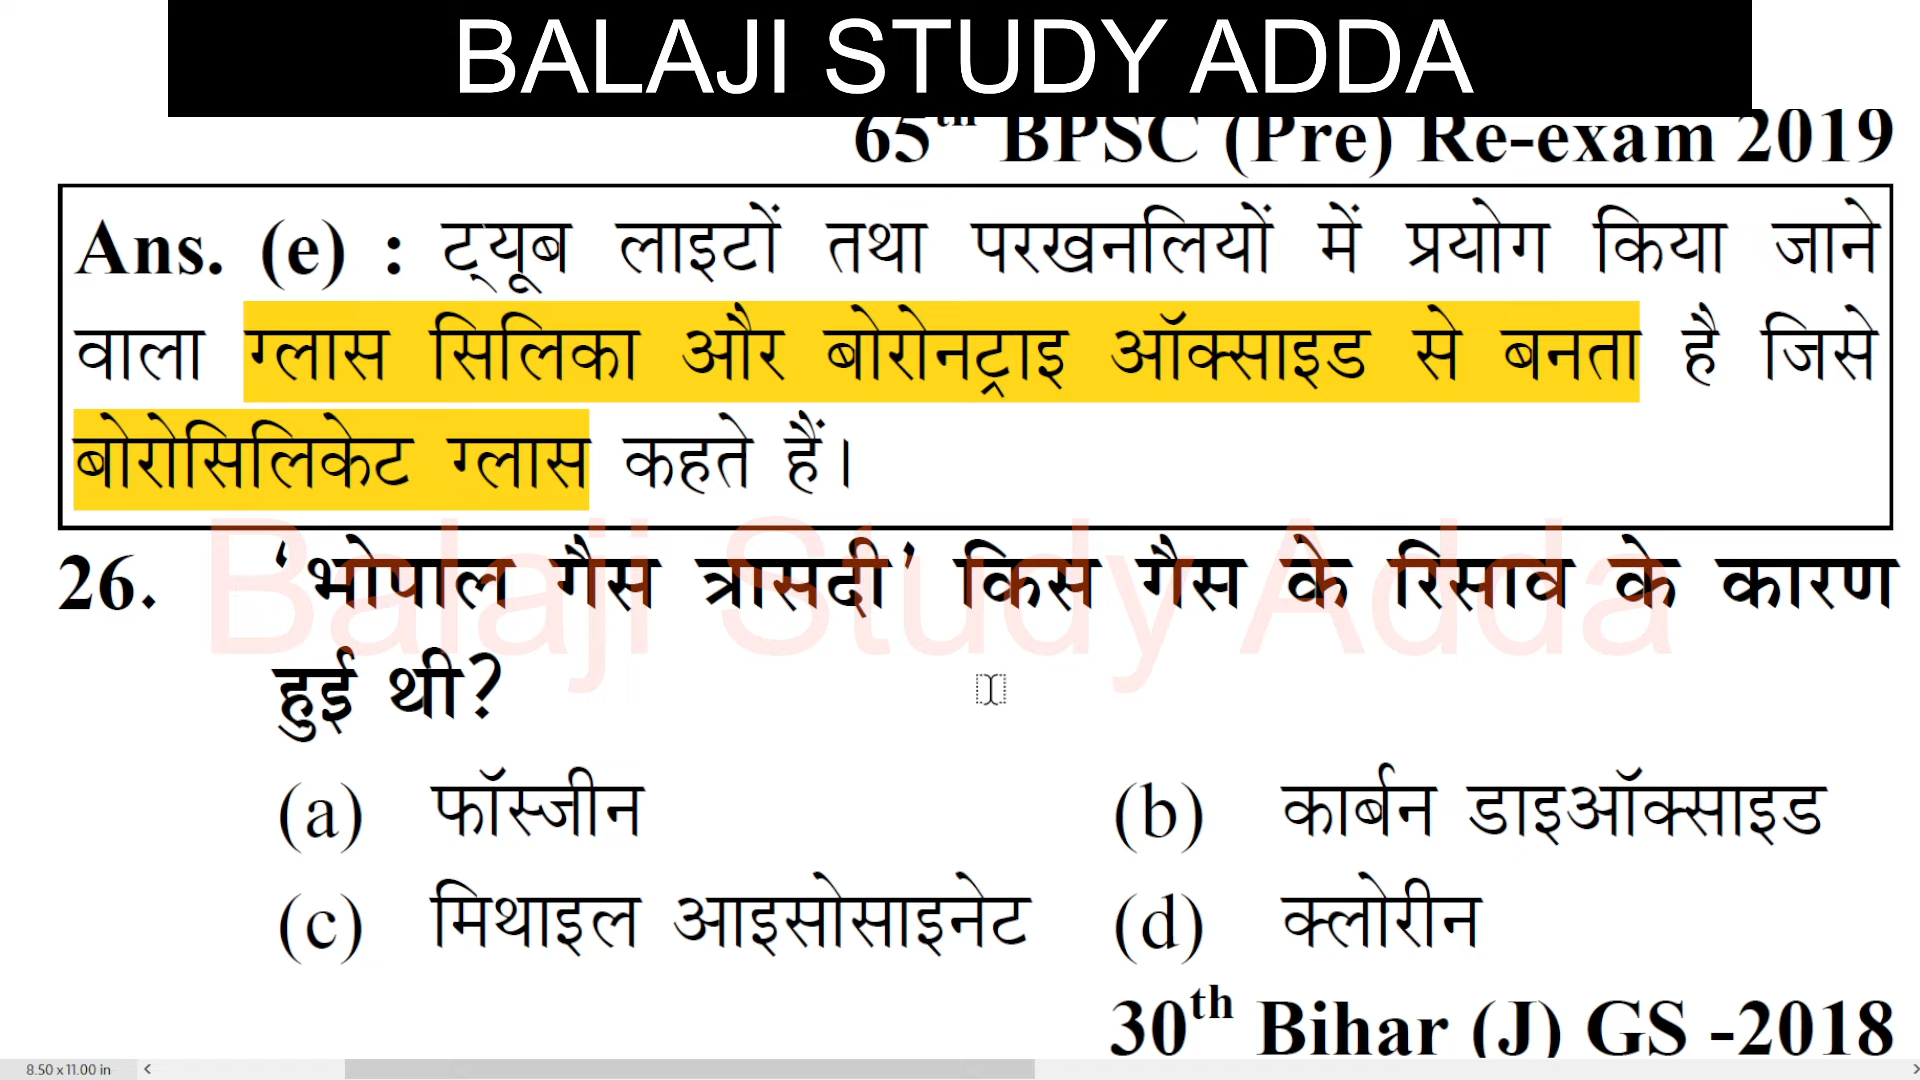 BALAJI STUDY ADDA
65th BPSC (Pre) Re-exam 2019
Ans. (e) : ट्यूब लाइटों तथा परखनलियों में प्रयोग किया जाने
वाला ग्लास सिलिका और बोरोनट्राइ ऑक्साइड से बनता है जिसे
बोरोसिलिकेट ग्लास कहते हैं।
Balaji Study Adda
26. ‘भोपाल गैस त्रासदी’ किस गैस के रिसाव के कारण
हुई थी?
(a) फॉस्जीन (b) कार्बन डाइऑक्साइड
(c) मिथाइल आइसोसाइनेट (d) क्लोरीन
30th Bihar (J) GS -2018
8.50 x 11.00 in